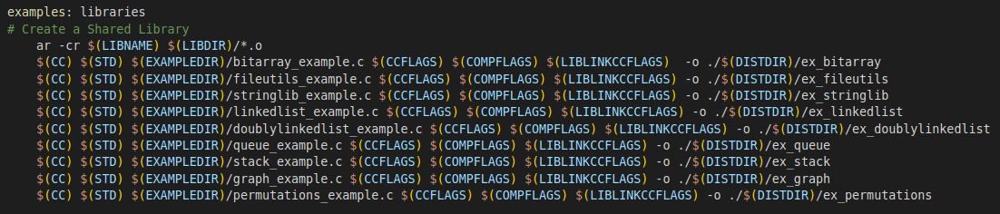 examples: libraries
# Create a Shared Library
ar -cr $(LIBNAME) $(LIBDIR)/*.o
$(CC) $(STD) $(EXAMPLEDIR)/bitarray_example.c $(CCFLAGS) $(COMPFLAGS) $(LIBLINKCCFLAGS)  -o ./$(DISTDIR)/ex_bitarray
$(CC) $(STD) $(EXAMPLEDIR)/fileutils_example.c $(CCFLAGS) $(COMPFLAGS) $(LIBLINKCCFLAGS) -o ./$(DISTDIR)/ex_fileutils
$(CC) $(STD) $(EXAMPLEDIR)/stringlib_example.c $(CCFLAGS) $(COMPFLAGS) $(LIBLINKCCFLAGS) -o ./$(DISTDIR)/ex_stringlib
$(CC) $(STD) $(EXAMPLEDIR)/linkedlist_example.c $(CCFLAGS) $(COMPFLAGS) $(LIBLINKCCFLAGS) -o ./$(DISTDIR)/ex_linkedlist
$(CC) $(STD) $(EXAMPLEDIR)/doublylinkedlist_example.c $(CCFLAGS) $(COMPFLAGS) $(LIBLINKCCFLAGS) -o ./$(DISTDIR)/ex_doublylinkedlist
$(CC) $(STD) $(EXAMPLEDIR)/queue_example.c $(CCFLAGS) $(COMPFLAGS) $(LIBLINKCCFLAGS) -o ./$(DISTDIR)/ex_queue
$(CC) $(STD) $(EXAMPLEDIR)/stack_example.c $(CCFLAGS) $(COMPFLAGS) $(LIBLINKCCFLAGS) -o ./$(DISTDIR)/ex_stack
$(CC) $(STD) $(EXAMPLEDIR)/graph_example.c $(CCFLAGS) $(COMPFLAGS) $(LIBLINKCCFLAGS) -o ./$(DISTDIR)/ex_graph
$(CC) $(STD) $(EXAMPLEDIR)/permutations_example.c $(CCFLAGS) $(COMPFLAGS) $(LIBLINKCCFLAGS) -o ./$(DISTDIR)/ex_permutations